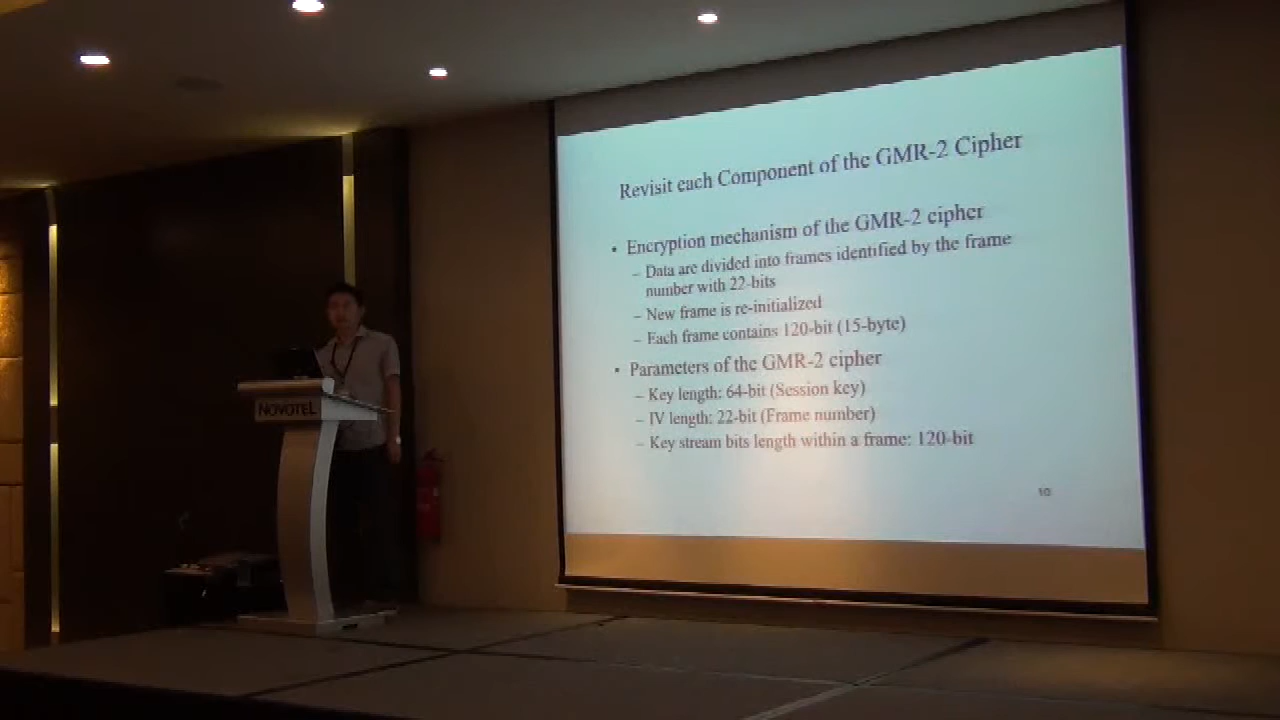 Revisit each Component of the GMR-2 Cipher
• Encryption mechanism of the GMR-2 cipher
– Data are divided into frames identified by the frame
number with 22-bits
– New frame is re-initialized
– Each frame contains 120-bit (15-byte)
• Parameters of the GMR-2 cipher
– Key length: 64-bit (Session key)
– IV length: 22-bit (Frame number)
– Key stream bits length within a frame: 120-bit
10
NOVOTEL